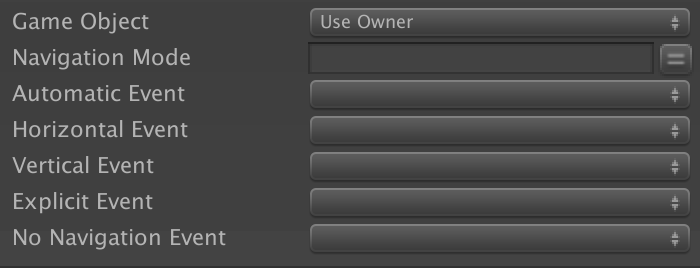 Game Object Use Owner
Navigation Mode
Automatic Event
Horizontal Event
Vertical Event
Explicit Event
No Navigation Event